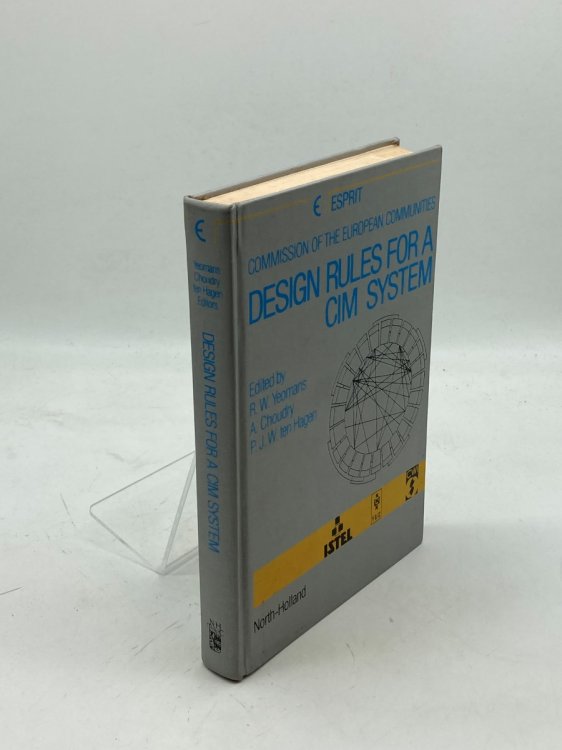 ESPRIT
COMMISSION OF THE EUROPEAN COMMUNITIES
DESIGN RULES FOR A
CIM SYSTEM
Edited by
R. W. Yeomans
A. Choudry
P. J. W. ten Hagen
ISTEL
North-Holland
Yeomans
Choudry
ten Hagen
Editors
DESIGN RULES FOR A CIM SYSTEM